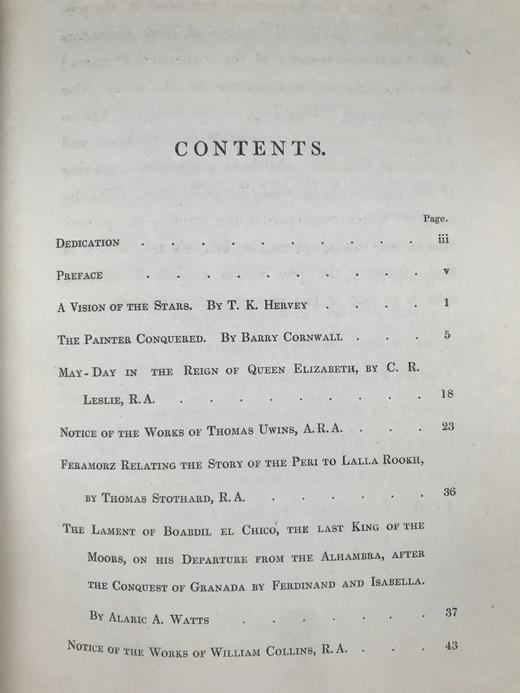 CONTENTS.
Page.
DEDICATION . . . . . . . . . . iii
PREFACE . . . . . . . . . . v
A VISION OF THE STARS. BY T. K. HERVEY . . . . 1
THE PAINTER CONQUERED. BY BARRY CORNWALL . . . 5
MAY-DAY IN THE REIGN OF QUEEN ELIZABETH, BY C. R.
LESLIE, R.A. . . . . . . . . . 18
NOTICE OF THE WORKS OF THOMAS UWINS, A.R.A. . . . 23
FERAMORZ RELATING THE STORY OF THE PERI TO LALLA ROOKH,
BY THOMAS STOTHARD, R.A. . . . . . . 36
THE LAMENT OF BOABDIL EL CHICO, THE LAST KING OF THE
MOORS, ON HIS DEPARTURE FROM THE ALHAMBRA, AFTER
THE CONQUEST OF GRANADA BY FERDINAND AND ISABELLA.
BY ALARIC A. WATTS . . . . . . . 37
NOTICE OF THE WORKS OF WILLIAM COLLINS, R.A. . . . 43